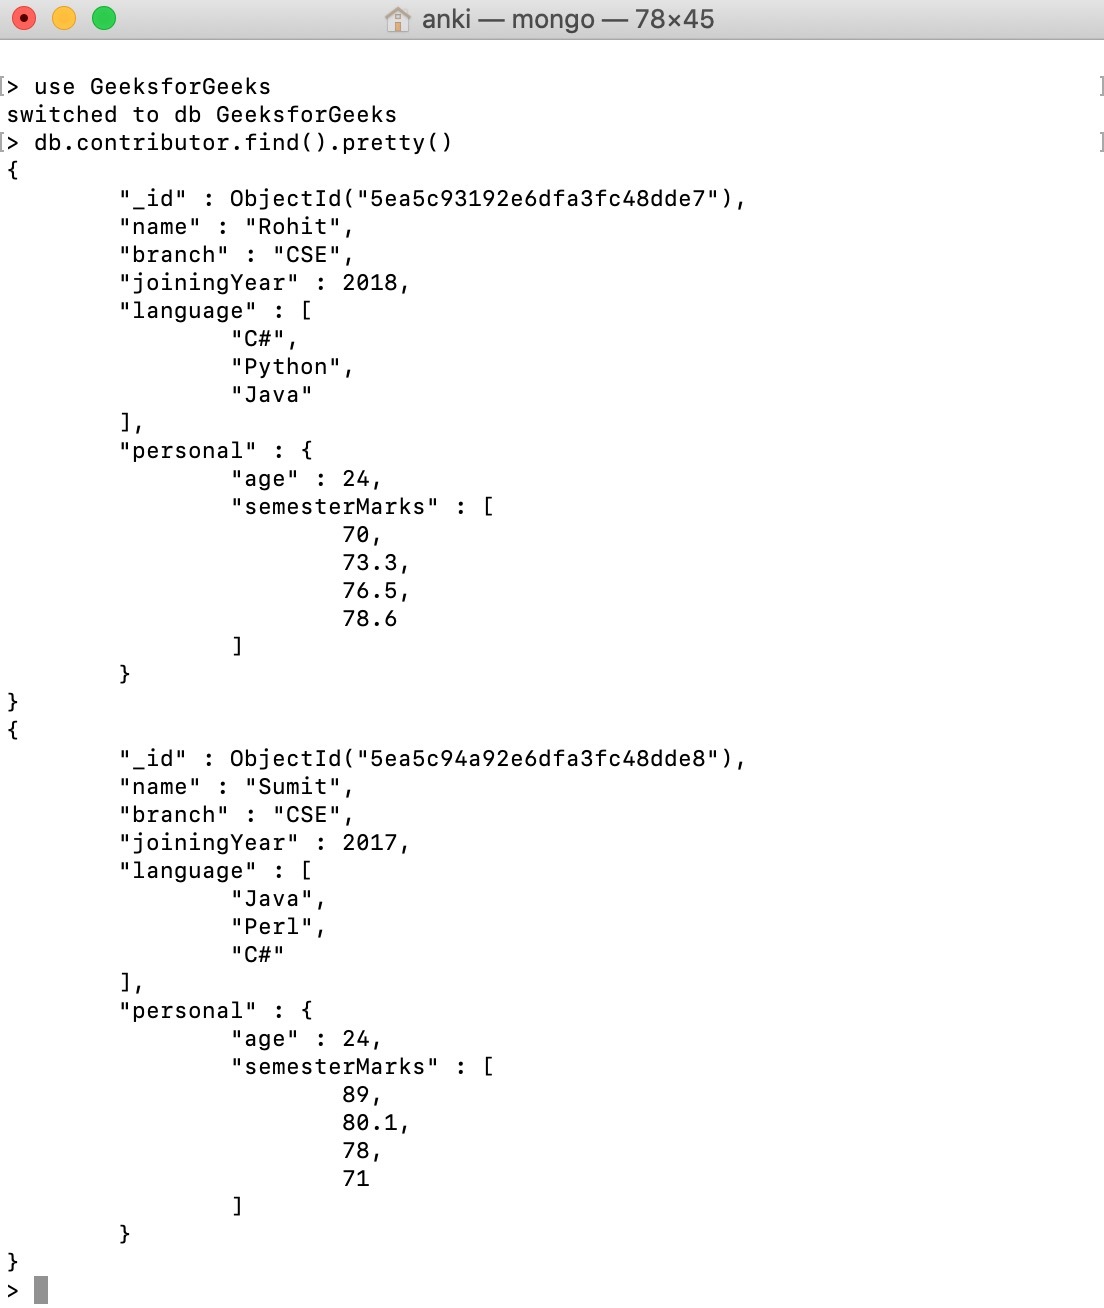 anki — mongo — 78×45
[> use GeeksforGeeks ]
switched to db GeeksforGeeks
[> db.contributor.find().pretty() ]
{
"_id" : ObjectId("5ea5c93192e6dfa3fc48dde7"),
"name" : "Rohit",
"branch" : "CSE",
"joiningYear" : 2018,
"language" : [
"C#",
"Python",
"Java"
],
"personal" : {
"age" : 24,
"semesterMarks" : [
70,
73.3,
76.5,
78.6
]
}
}
{
"_id" : ObjectId("5ea5c94a92e6dfa3fc48dde8"),
"name" : "Sumit",
"branch" : "CSE",
"joiningYear" : 2017,
"language" : [
"Java",
"Perl",
"C#"
],
"personal" : {
"age" : 24,
"semesterMarks" : [
89,
80.1,
78,
71
]
}
}
>